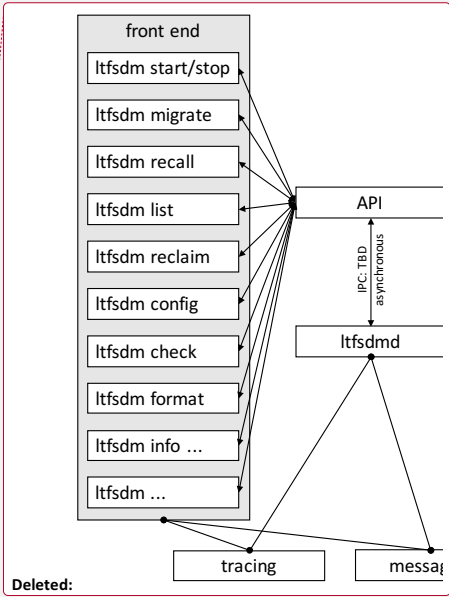 front end
ltfsdm start/stop
ltfsdm migrate
ltfsdm recall
ltfsdm list
ltfsdm reclaim
ltfsdm config
ltfsdm check
ltfsdm format
ltfsdm info ...
ltfsdm ...
API
IPC: TBD
asynchronous
ltfsdmd
tracing
messag
Deleted: